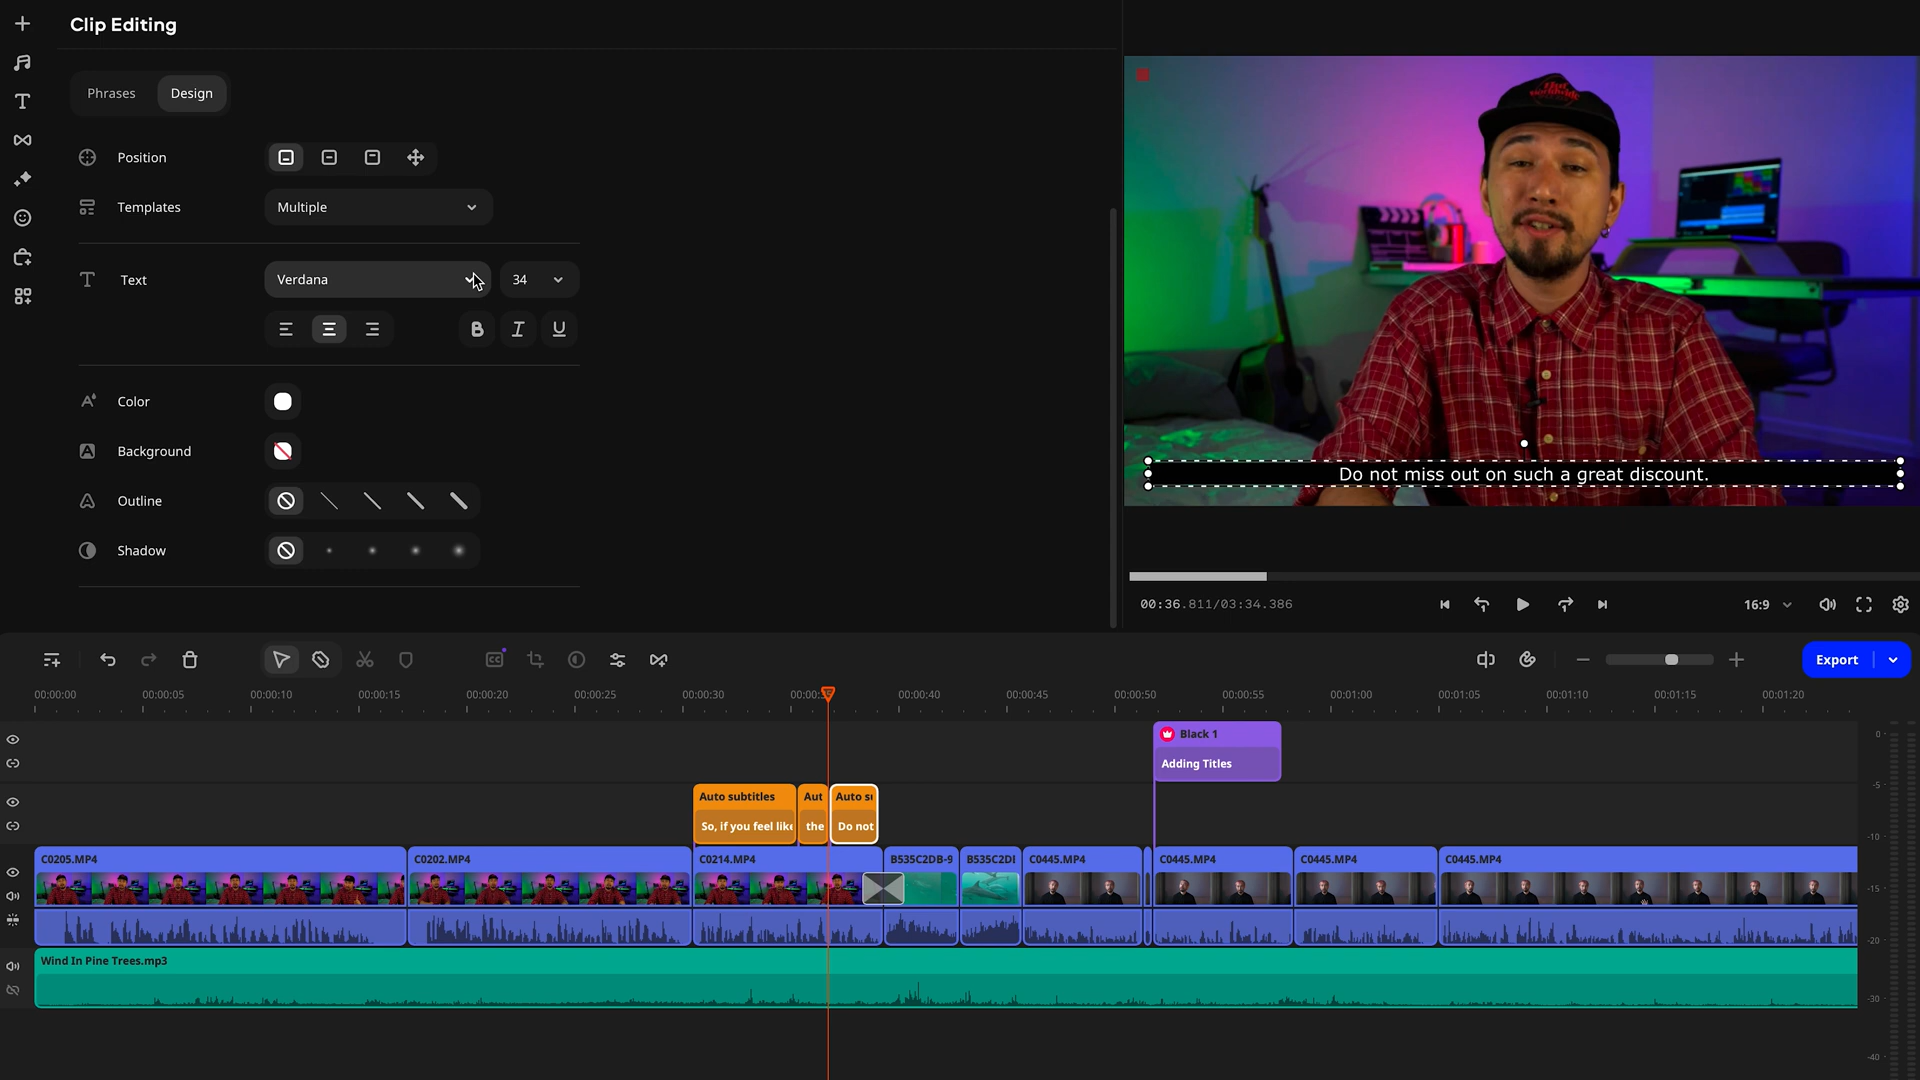 Clip Editing
Phrases
Design
Position
Templates
Multiple
Text
Verdana
34
B
I
U
Color
Background
Outline
Shadow
Do not miss out on such a great discount.
00:36.811/03:34.386
16:9
CC
Export
00:00:00
00:00:05
00:00:10
00:00:15
00:00:20
00:00:25
00:00:30
00:00:40
00:00:45
00:00:50
00:00:55
00:01:00
00:01:05
00:01:10
00:01:15
00:01:20
Black 1
Adding Titles
Auto subtitles
Aut
Auto su
So, if you feel like
the
Do not
C0205.MP4
C0202.MP4
C0214.MP4
B535C2DB-9
B535C2DI
C0445.MP4
C0445.MP4
C0445.MP4
C0445.MP4
Wind In Pine Trees.mp3
0
-5
-10
-15
-20
-30
-40